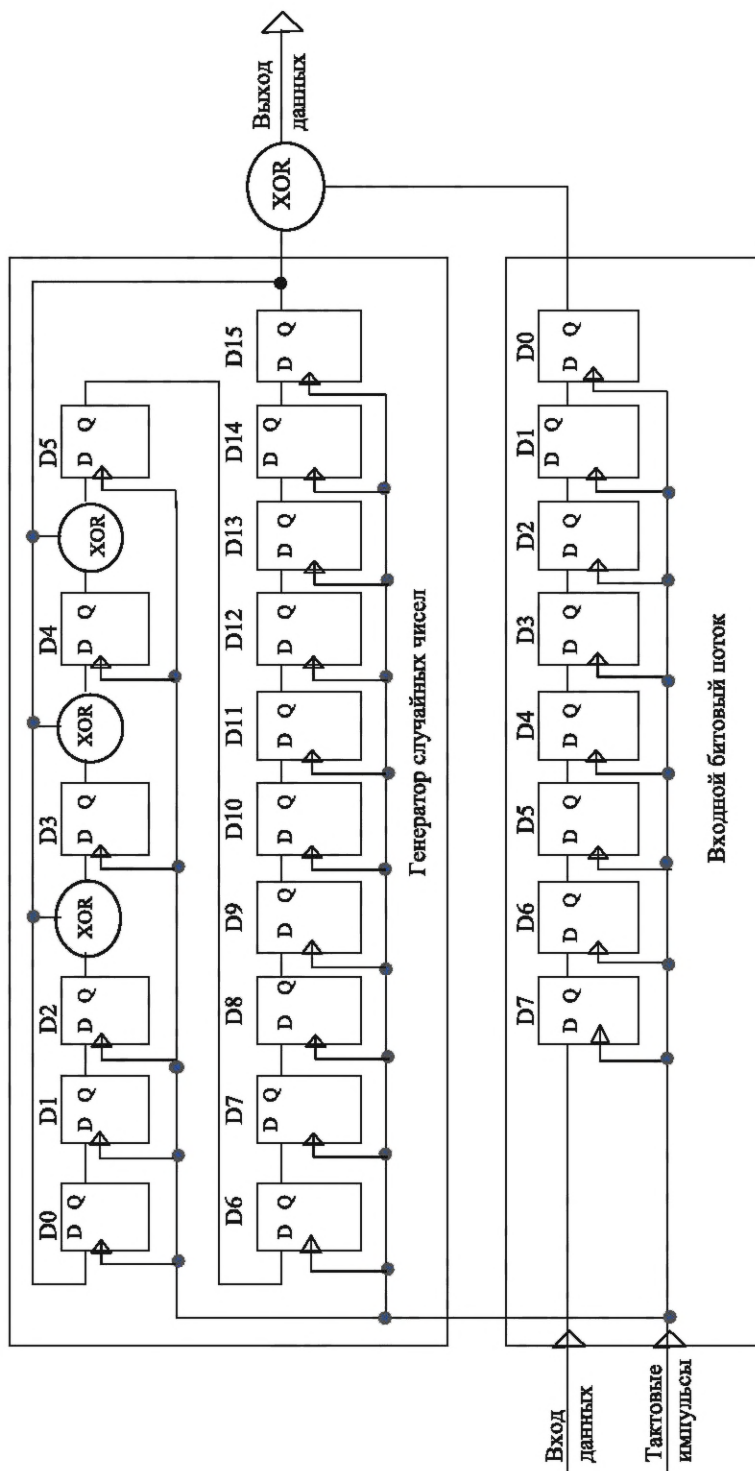 Выход
данных
XOR
D0
D Q
D1
D Q
D2
D Q
XOR
D3
D Q
XOR
D4
D Q
XOR
D5
D Q
D6
D Q
D7
D Q
D8
D Q
D9
D Q
D10
D Q
D11
D Q
D12
D Q
D13
D Q
D14
D Q
D15
D Q
Генератор случайных чисел
D7
D Q
D6
D Q
D5
D Q
D4
D Q
D3
D Q
D2
D Q
D1
D Q
D0
D Q
Входной битовый поток
Вход
данных
Тактовые
импульсы